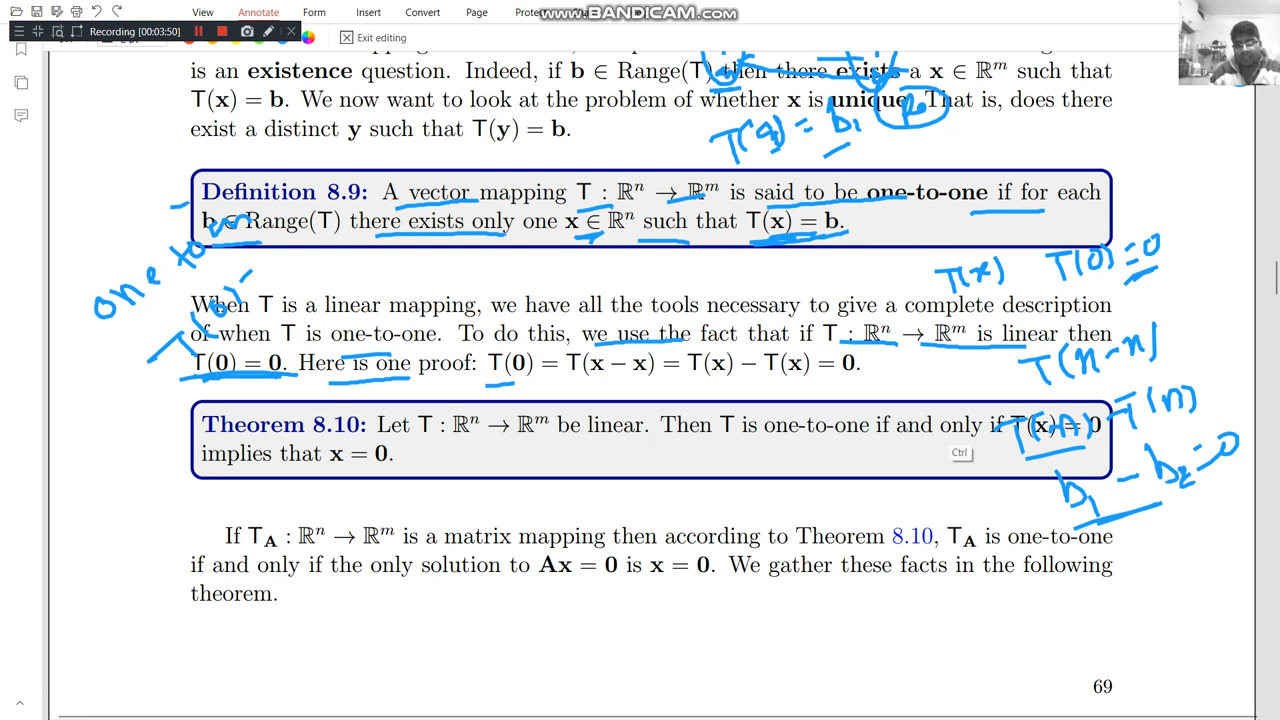 View Annotate Form Insert Convert Page
www.BANDICAM.com
Recording [00:03:50]
Exit editing
is an existence question. Indeed, if b ∈ Range(T) then there exists a x ∈ ℝᵐ such that
T(x) = b. We now want to look at the problem of whether x is unique. That is, does there
exist a distinct y such that T(y) = b.
Definition 8.9: A vector mapping T : ℝⁿ → ℝᵐ is said to be one-to-one if for each
b ∈ Range(T) there exists only one x ∈ ℝⁿ such that T(x) = b.
one to
T(x) T(0) = 0
When T is a linear mapping, we have all the tools necessary to give a complete description
of when T is one-to-one. To do this, we use the fact that if T : ℝⁿ → ℝᵐ is linear then
T(0) = 0. Here is one proof: T(0) = T(x − x) = T(x) − T(x) = 0.
T(x-x)
Theorem 8.10: Let T : ℝⁿ → ℝᵐ be linear. Then T is one-to-one if and only if T(x) = 0
implies that x = 0.
Ctrl
b₁ - b₂ = 0
If T_A : ℝⁿ → ℝᵐ is a matrix mapping then according to Theorem 8.10, T_A is one-to-one
if and only if the only solution to Ax = 0 is x = 0. We gather these facts in the following
theorem.
69